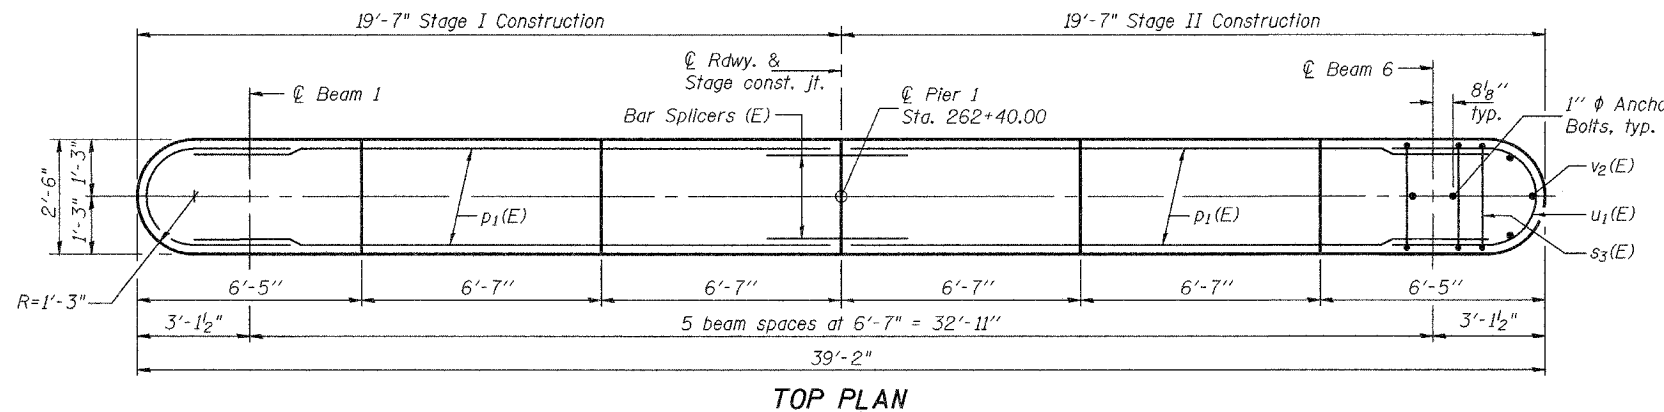 19'-7" Stage I Construction
19'-7" Stage II Construction
℄ Rdwy. &
Stage const. jt.
℄ Beam 6
8⅛"
typ.
1" ϕ Ancho
Bolts, typ.
℄ Beam 1
Bar Splicers (E)
℄ Pier 1
Sta. 262+40.00
2'-6"
1'-3"
1'-3"
p₁(E)
p₁(E)
v₂(E)
u₁(E)
s₃(E)
R=1'-3"
6'-5"
6'-7"
6'-7"
6'-7"
6'-7"
6'-5"
3'-1½"
5 beam spaces at 6'-7" = 32'-11"
3'-1½"
39'-2"
TOP PLAN